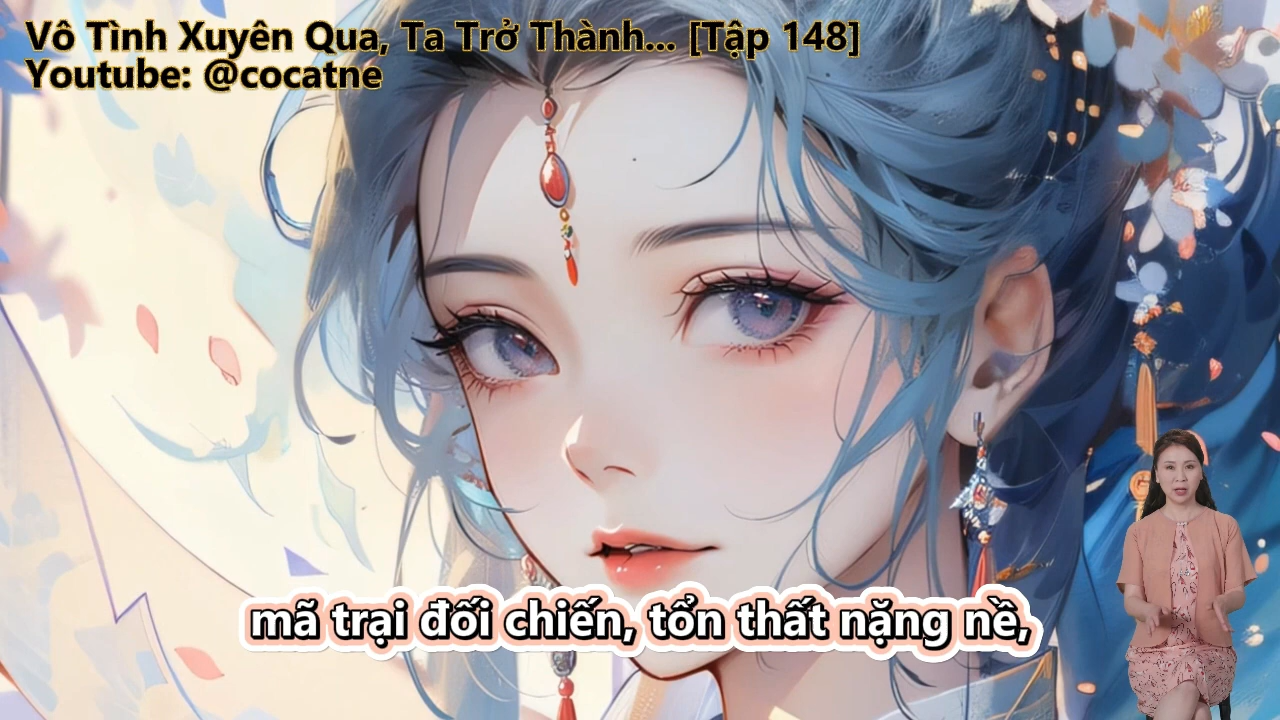 Vô Tình Xuyên Qua, Ta Trở Thành... [Tập 148]
Youtube: @cocatne
mã trại đối chiến, tổn thất nặng nề,